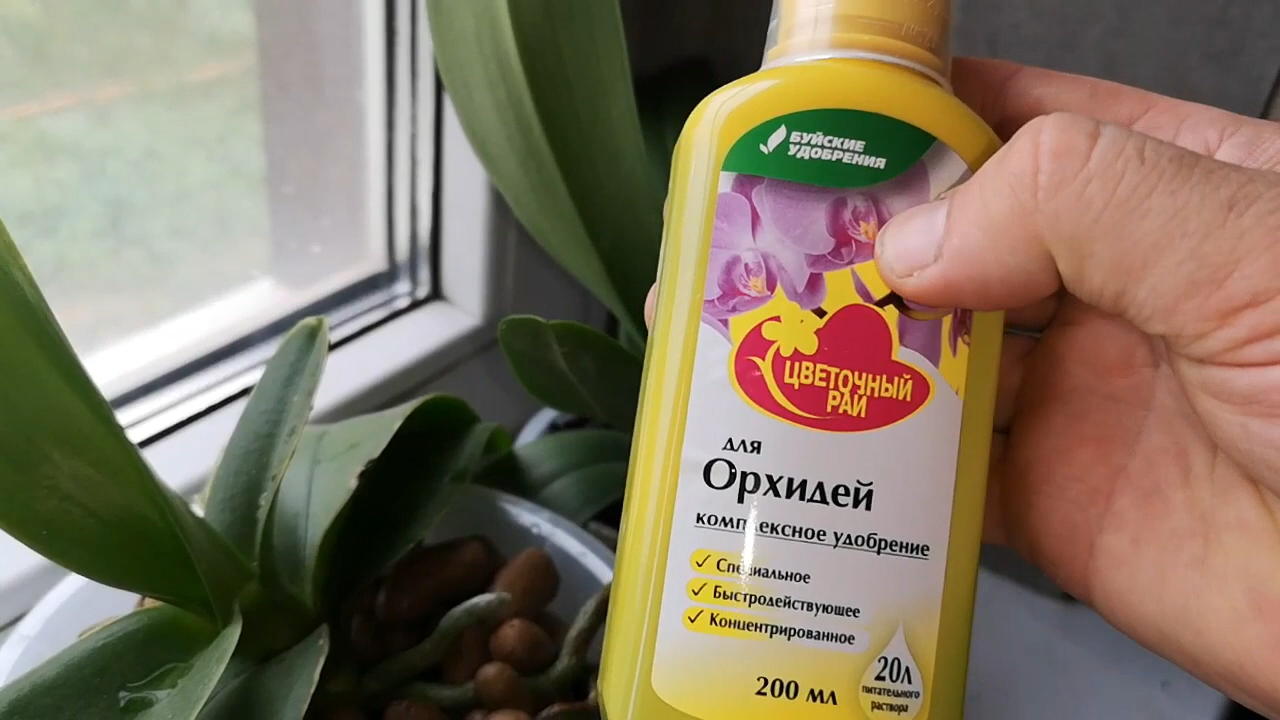 БУЙСКИЕ
УДОБРЕНИЯ
ЦВЕТОЧНЫЙ
РАЙ
для
Орхидей
комплексное удобрение
✓ Специальное
✓ Быстродействующее
✓ Концентрированное
200 мл
20л
питательного
раствора